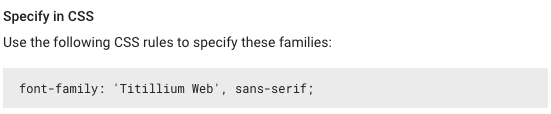 Specify in CSS
Use the following CSS rules to specify these families:
font-family: 'Titillium Web', sans-serif;